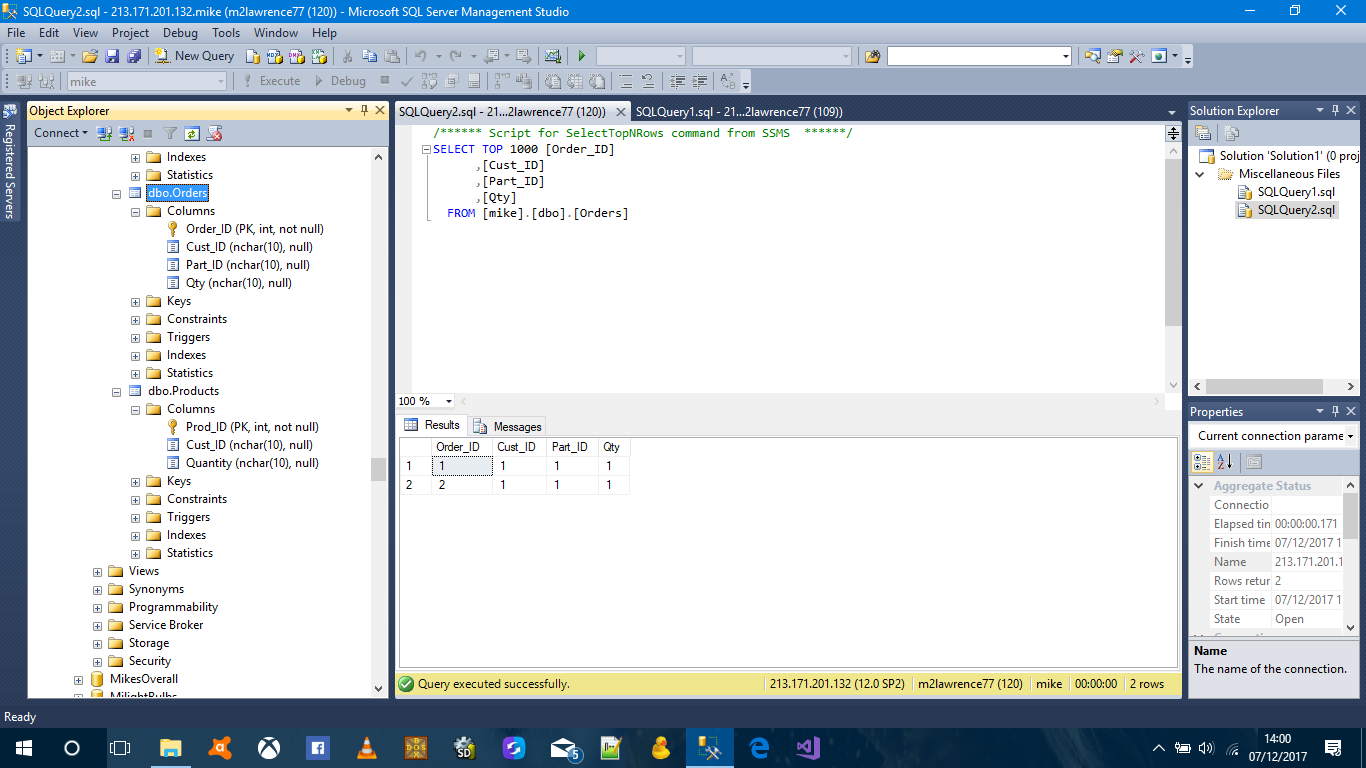 SQLQuery2.sql - 213.171.201.132.mike (m2lawrence77 (120)) - Microsoft SQL Server Management Studio
File Edit View Project Debug Tools Window Help
New Query
mike
Execute
Debug
Registered Servers
Object Explorer
Connect
Indexes
Statistics
dbo.Orders
Columns
Order_ID (PK, int, not null)
Cust_ID (nchar(10), null)
Part_ID (nchar(10), null)
Qty (nchar(10), null)
Keys
Constraints
Triggers
Indexes
Statistics
dbo.Products
Columns
Prod_ID (PK, int, not null)
Cust_ID (nchar(10), null)
Quantity (nchar(10), null)
Keys
Constraints
Triggers
Indexes
Statistics
Views
Synonyms
Programmability
Service Broker
Storage
Security
MikesOverall
MilightBulbs
SQLQuery2.sql - 21...2lawrence77 (120))
SQLQuery1.sql - 21...2lawrence77 (109))
/****** Script for SelectTopNRows command from SSMS ******/
SELECT TOP 1000 [Order_ID]
,[Cust_ID]
,[Part_ID]
,[Qty]
FROM [mike].[dbo].[Orders]
100 %
Results
Messages
Order_ID Cust_ID Part_ID Qty
1 1 1 1 1
2 2 1 1 1
Query executed successfully.
213.171.201.132 (12.0 SP2)
m2lawrence77 (120)
mike
00:00:00
2 rows
Solution Explorer
Solution 'Solution1' (0 proj
Miscellaneous Files
SQLQuery1.sql
SQLQuery2.sql
Properties
Current connection parame
Aggregate Status
Connectio
Elapsed tin 00:00:00.171
Finish time 07/12/2017 1
Name 213.171.201.1
Rows retur 2
Start time 07/12/2017 1
State Open
Name
The name of the connection.
Ready
14:00
07/12/2017